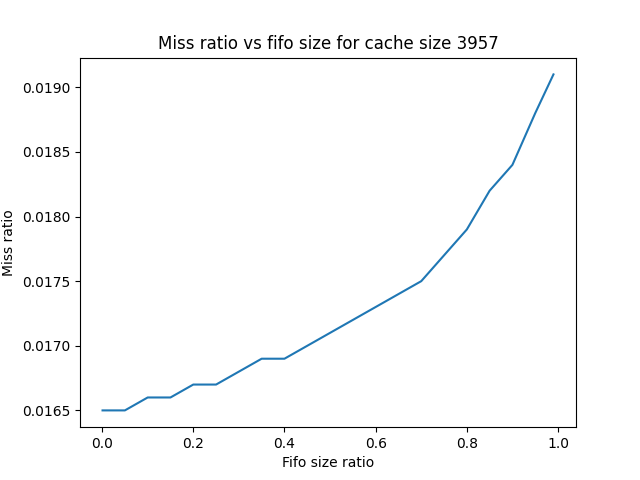 Miss ratio vs fifo size for cache size 3957
Miss ratio
0.0190
0.0185
0.0180
0.0175
0.0170
0.0165
0.0 0.2 0.4 0.6 0.8 1.0
Fifo size ratio